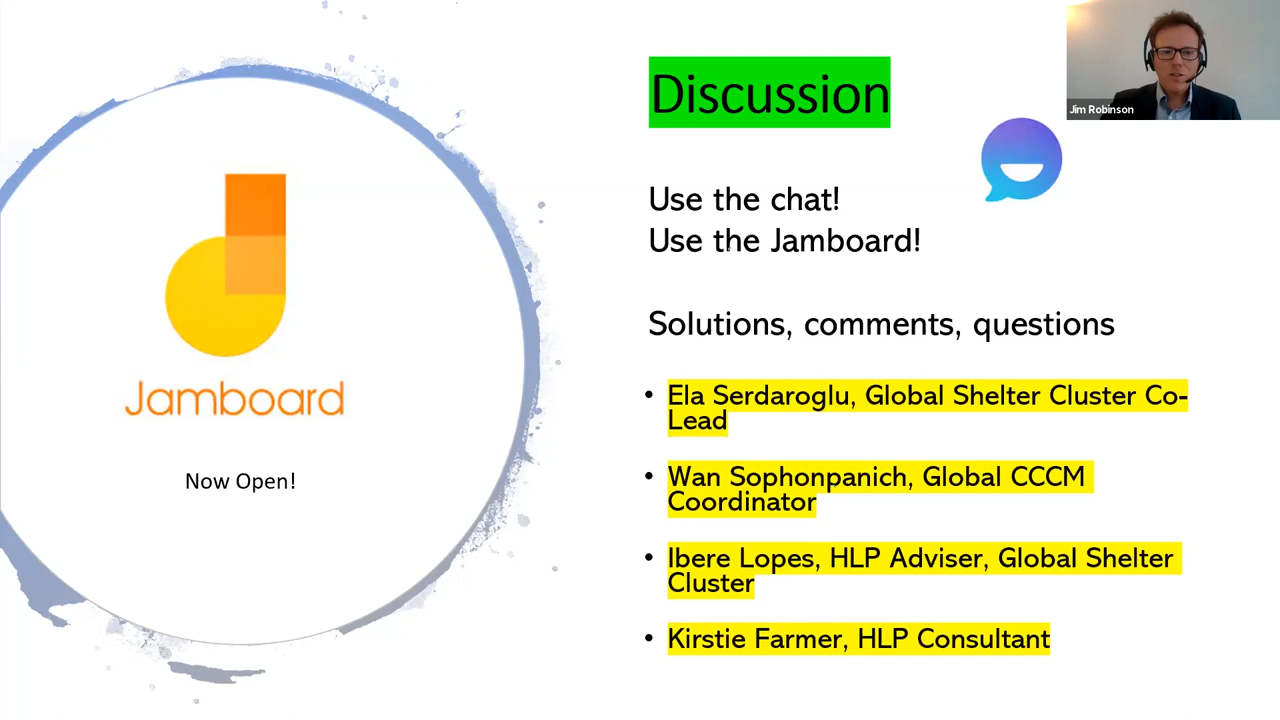 Discussion
Jim Robinson
Use the chat!
Use the Jamboard!
Solutions, comments, questions
Jamboard
Now Open!
• Ela Serdaroglu, Global Shelter Cluster Co-
Lead
• Wan Sophonpanich, Global CCCM
Coordinator
• Ibere Lopes, HLP Adviser, Global Shelter
Cluster
• Kirstie Farmer, HLP Consultant